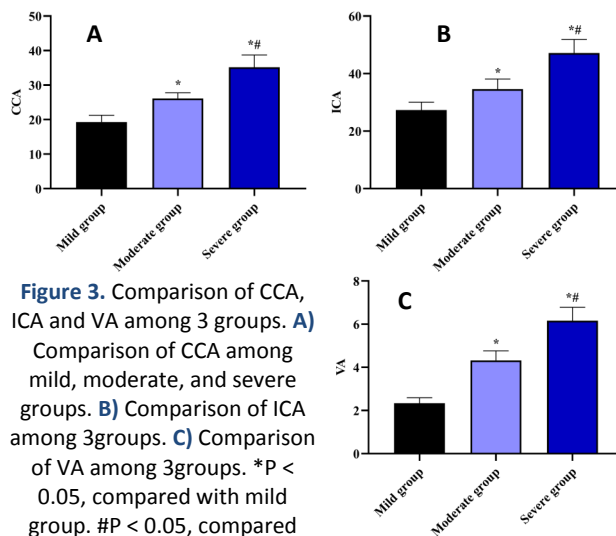 A
50
40
30
20
10
0
CCA
*
*#
Mild group
Moderate group
Severe group
B
60
40
20
0
ICA
*
*#
Mild group
Moderate group
Severe group
Figure 3. Comparison of CCA,
ICA and VA among 3 groups. A)
Comparison of CCA among
mild, moderate, and severe
groups. B) Comparison of ICA
among 3groups. C) Comparison
of VA among 3groups. *P <
0.05, compared with mild
group. #P < 0.05, compared
C
8
6
4
2
0
VA
*
*#
Mild group
Moderate group
Severe group